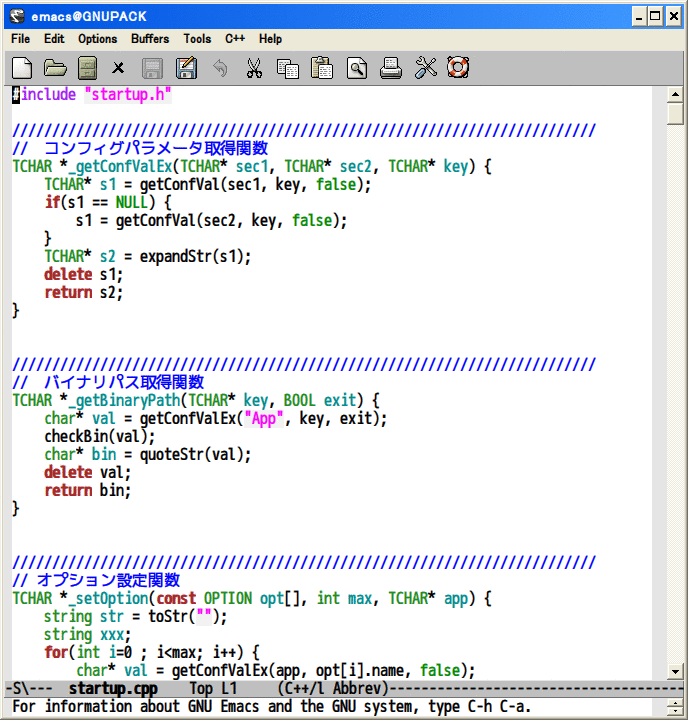 emacs@GNUPACK
File Edit Options Buffers Tools C++ Help
#include "startup.h"
/////////////////////////////////////////////////////////////////////////
//　コンフィグパラメータ取得関数
TCHAR *_getConfValEx(TCHAR* sec1, TCHAR* sec2, TCHAR* key) {
    TCHAR* s1 = getConfVal(sec1, key, false);
    if(s1 == NULL) {
        s1 = getConfVal(sec2, key, false);
    }
    TCHAR* s2 = expandStr(s1);
    delete s1;
    return s2;
}
/////////////////////////////////////////////////////////////////////////
//　バイナリパス取得関数
TCHAR *_getBinaryPath(TCHAR* key, BOOL exit) {
    char* val = getConfValEx("App", key, exit);
    checkBin(val);
    char* bin = quoteStr(val);
    delete val;
    return bin;
}
/////////////////////////////////////////////////////////////////////////
// オプション設定関数
TCHAR *_setOption(const OPTION opt[], int max, TCHAR* app) {
    string str = toStr("");
    string xxx;
    for(int i=0 ; i<max; i++) {
        char* val = getConfValEx(app, opt[i].name, false);
-S\---  startup.cpp    Top L1     (C++/l Abbrev)-------------------------------------
For information about GNU Emacs and the GNU system, type C-h C-a.